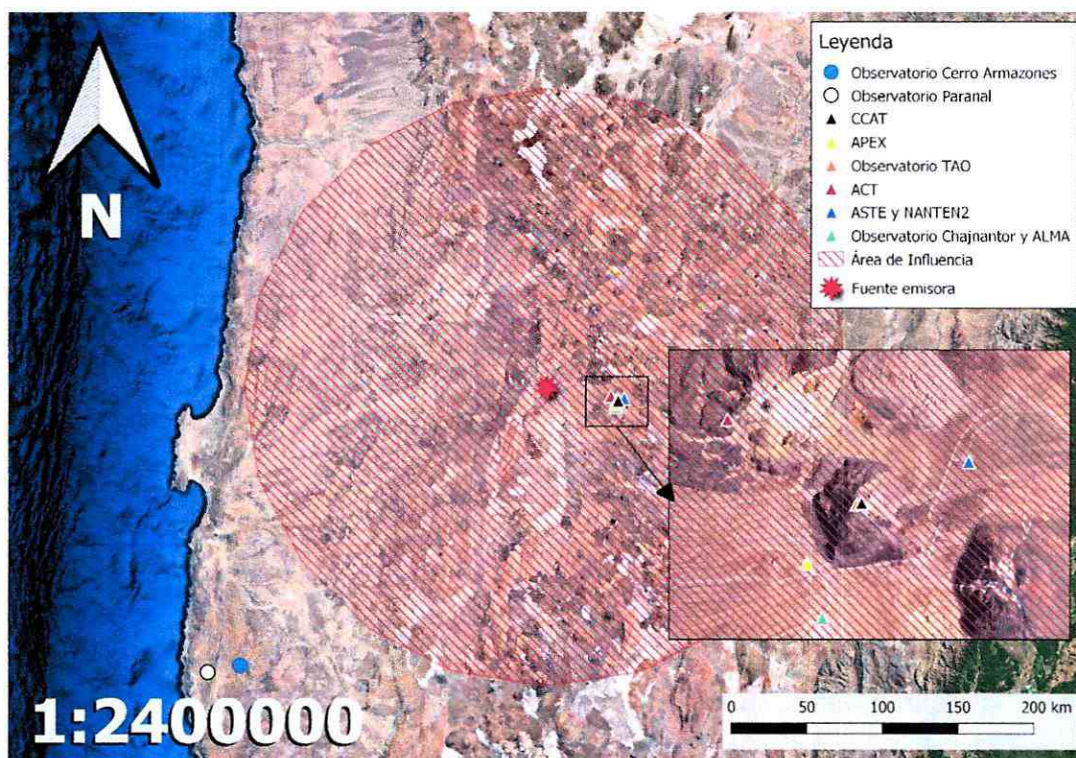 Leyenda
Observatorio Cerro Armazones
Observatorio Paranal
CCAT
APEX
Observatorio TAO
ACT
ASTE y NANTEN2
Observatorio Chajnantor y ALMA
Área de Influencia
Fuente emisora
N
1:2400000
0 50 100 150 200 km